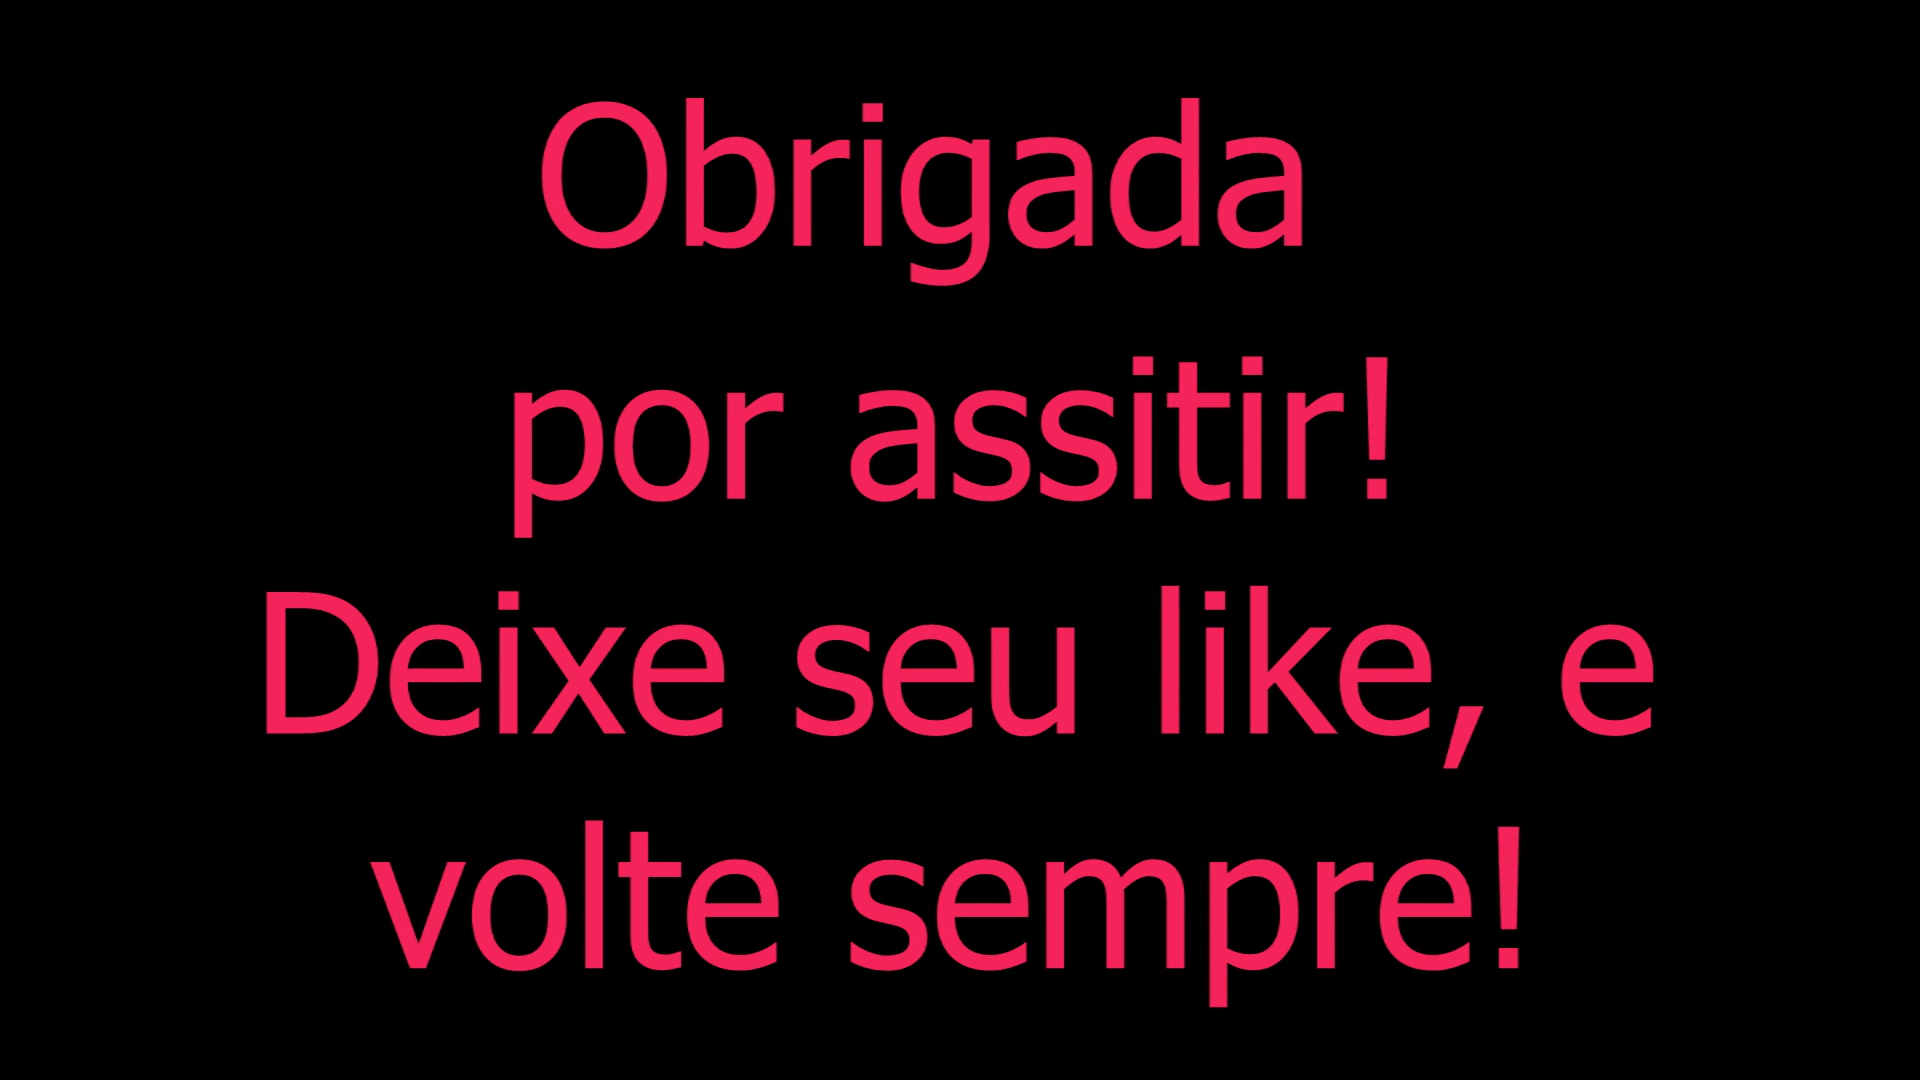 Obrigada
por assitir!
Deixe seu like, e
volte sempre!